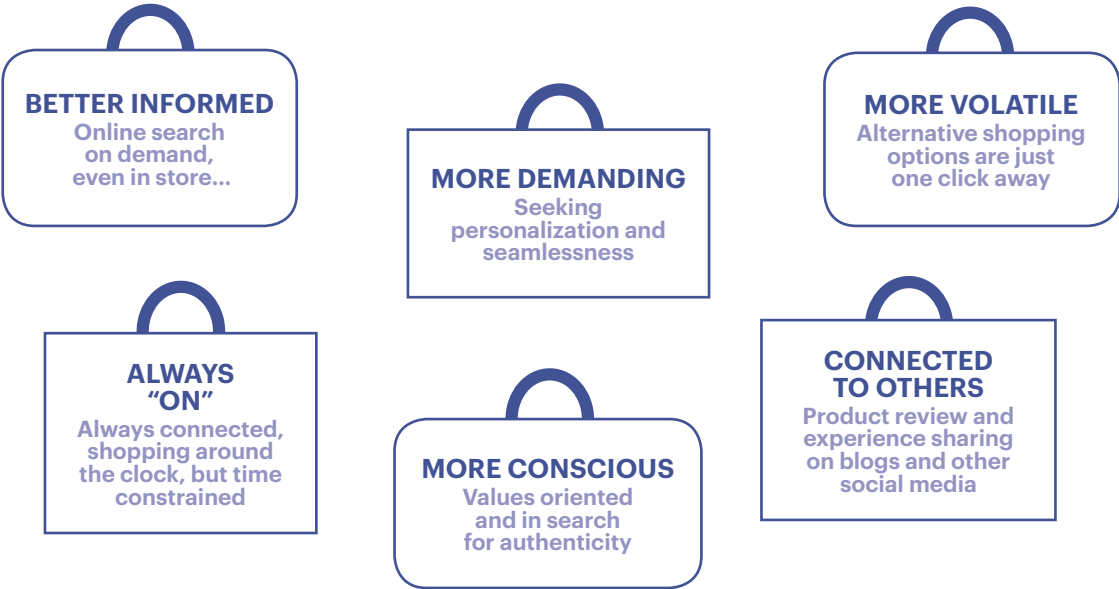 BETTER INFORMED
Online search
on demand,
even in store...
MORE DEMANDING
Seeking
personalization and
seamlessness
MORE VOLATILE
Alternative shopping
options are just
one click away
ALWAYS
“ON”
Always connected,
shopping around
the clock, but time
constrained
MORE CONSCIOUS
Values oriented
and in search
for authenticity
CONNECTED
TO OTHERS
Product review and
experience sharing
on blogs and other
social media